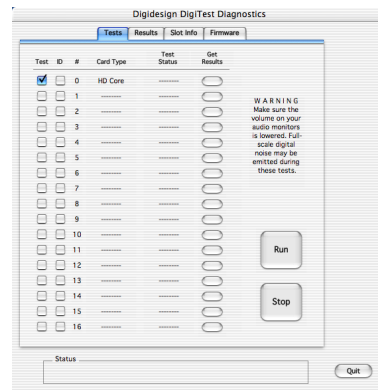 Digidesign DigiTest Diagnostics
Tests Results Slot Info Firmware
Test ID # Card Type Test Status Get Results
0 HD Core --------
1 -------- --------
2 -------- --------
3 -------- --------
4 -------- --------
5 -------- --------
6 -------- --------
7 -------- --------
8 -------- --------
9 -------- --------
10 -------- --------
11 -------- --------
12 -------- --------
13 -------- --------
14 -------- --------
15 -------- --------
16 -------- --------
W A R N I N G
Make sure the
volume on your
audio monitors
is lowered. Full-
scale digital
noise may be
emitted during
these tests.
Run
Stop
Status
Quit